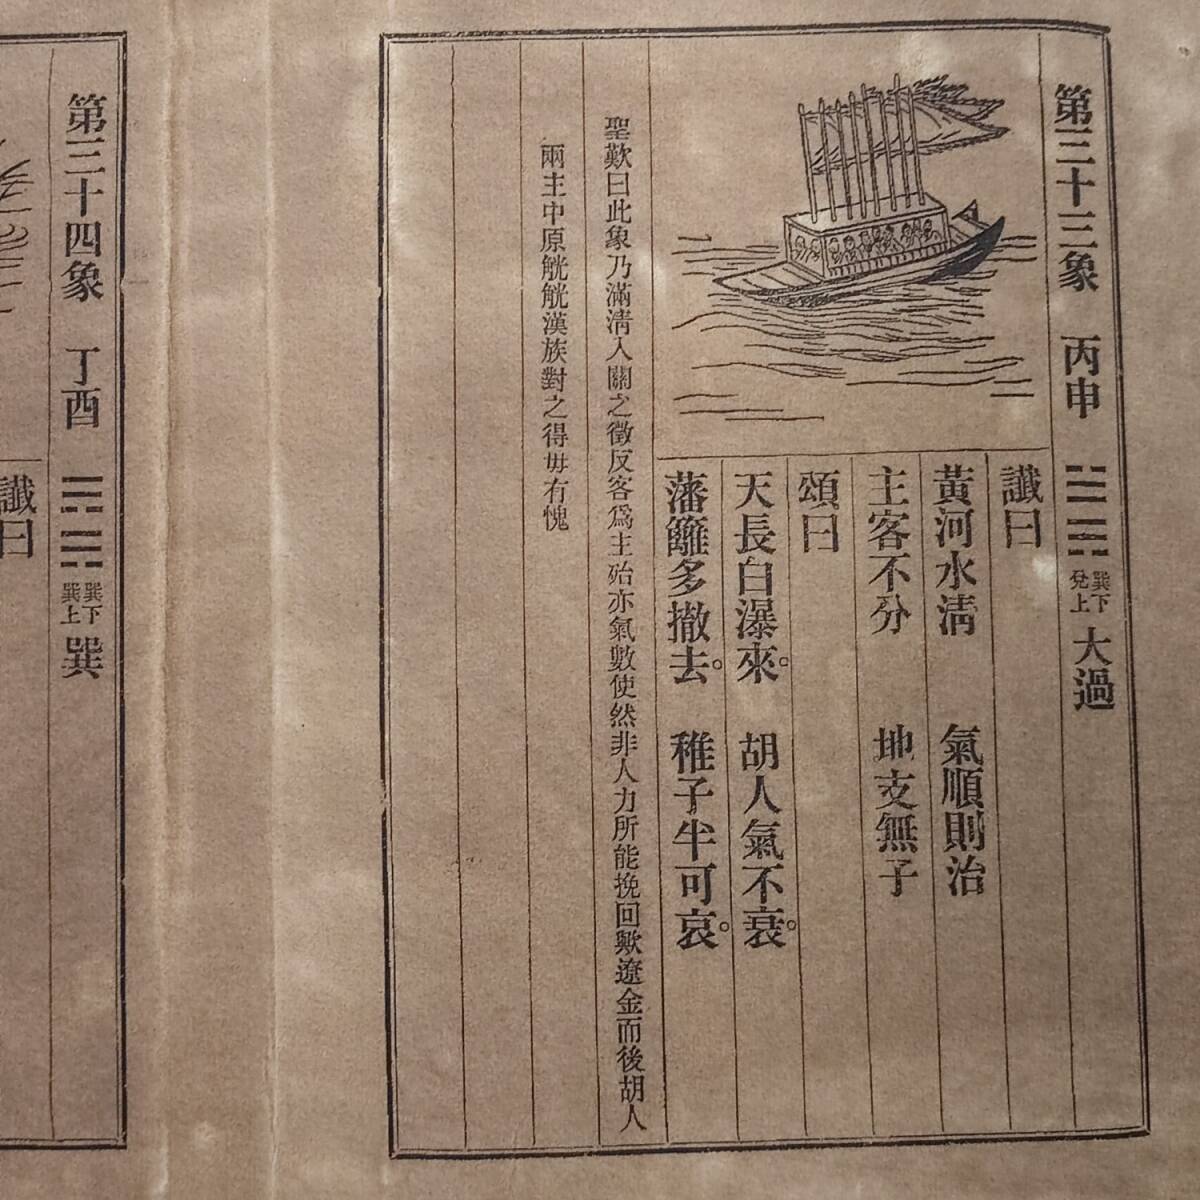 第三十三象 丙申 ䷛ 巽下兌上 大過
讖曰
黃河水清 氣順則治
主客不分 地支無子
頌曰
天長白瀑來。 胡人氣不衰。
藩籬多撤去。 稚子半可哀。
聖歎曰此象乃滿清入關之徵反客爲主殆亦氣數使然非人力所能挽回歟遼金而後胡人
兩主中原觥觥漢族對之得毋有愧
第三十四象 丁酉 ䷸ 巽下巽上 巽
讖曰